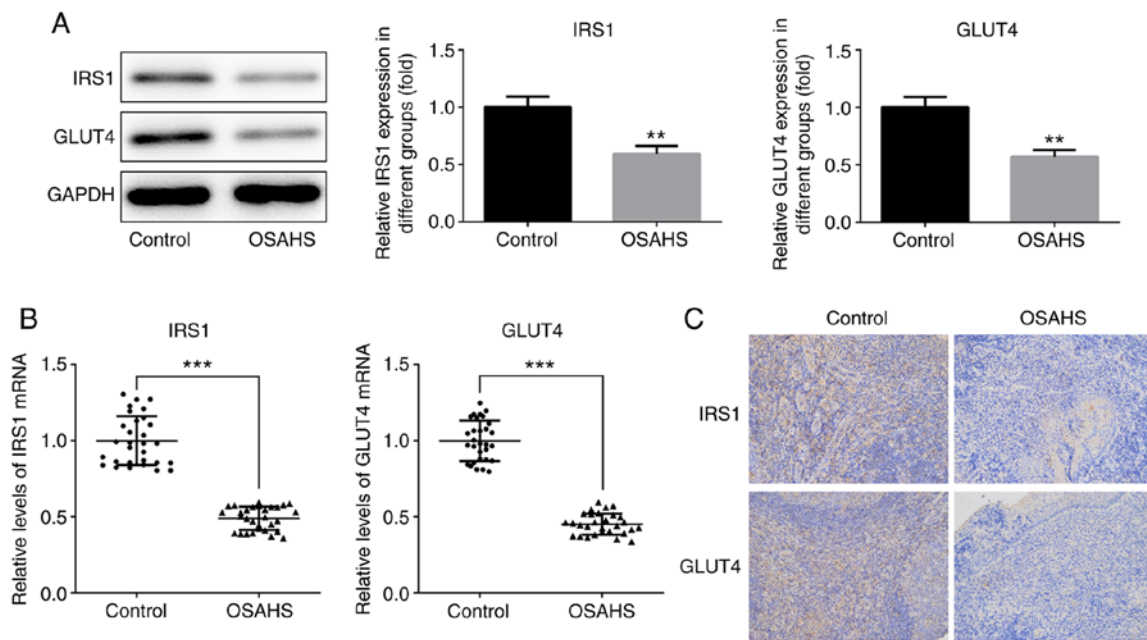 A
IRS1
GLUT4
GAPDH
Control OSAHS
IRS1
Relative IRS1 expression in
different groups (fold)
1.5
1.0
0.5
0.0
**
Control OSAHS
GLUT4
Relative GLUT4 expression in
different groups (fold)
1.5
1.0
0.5
0.0
**
Control OSAHS
B
IRS1
Relative levels of IRS1 mRNA
1.5
1.0
0.5
0.0
***
Control OSAHS
GLUT4
Relative levels of GLUT4 mRNA
1.5
1.0
0.5
0.0
***
Control OSAHS
C
Control OSAHS
IRS1
GLUT4